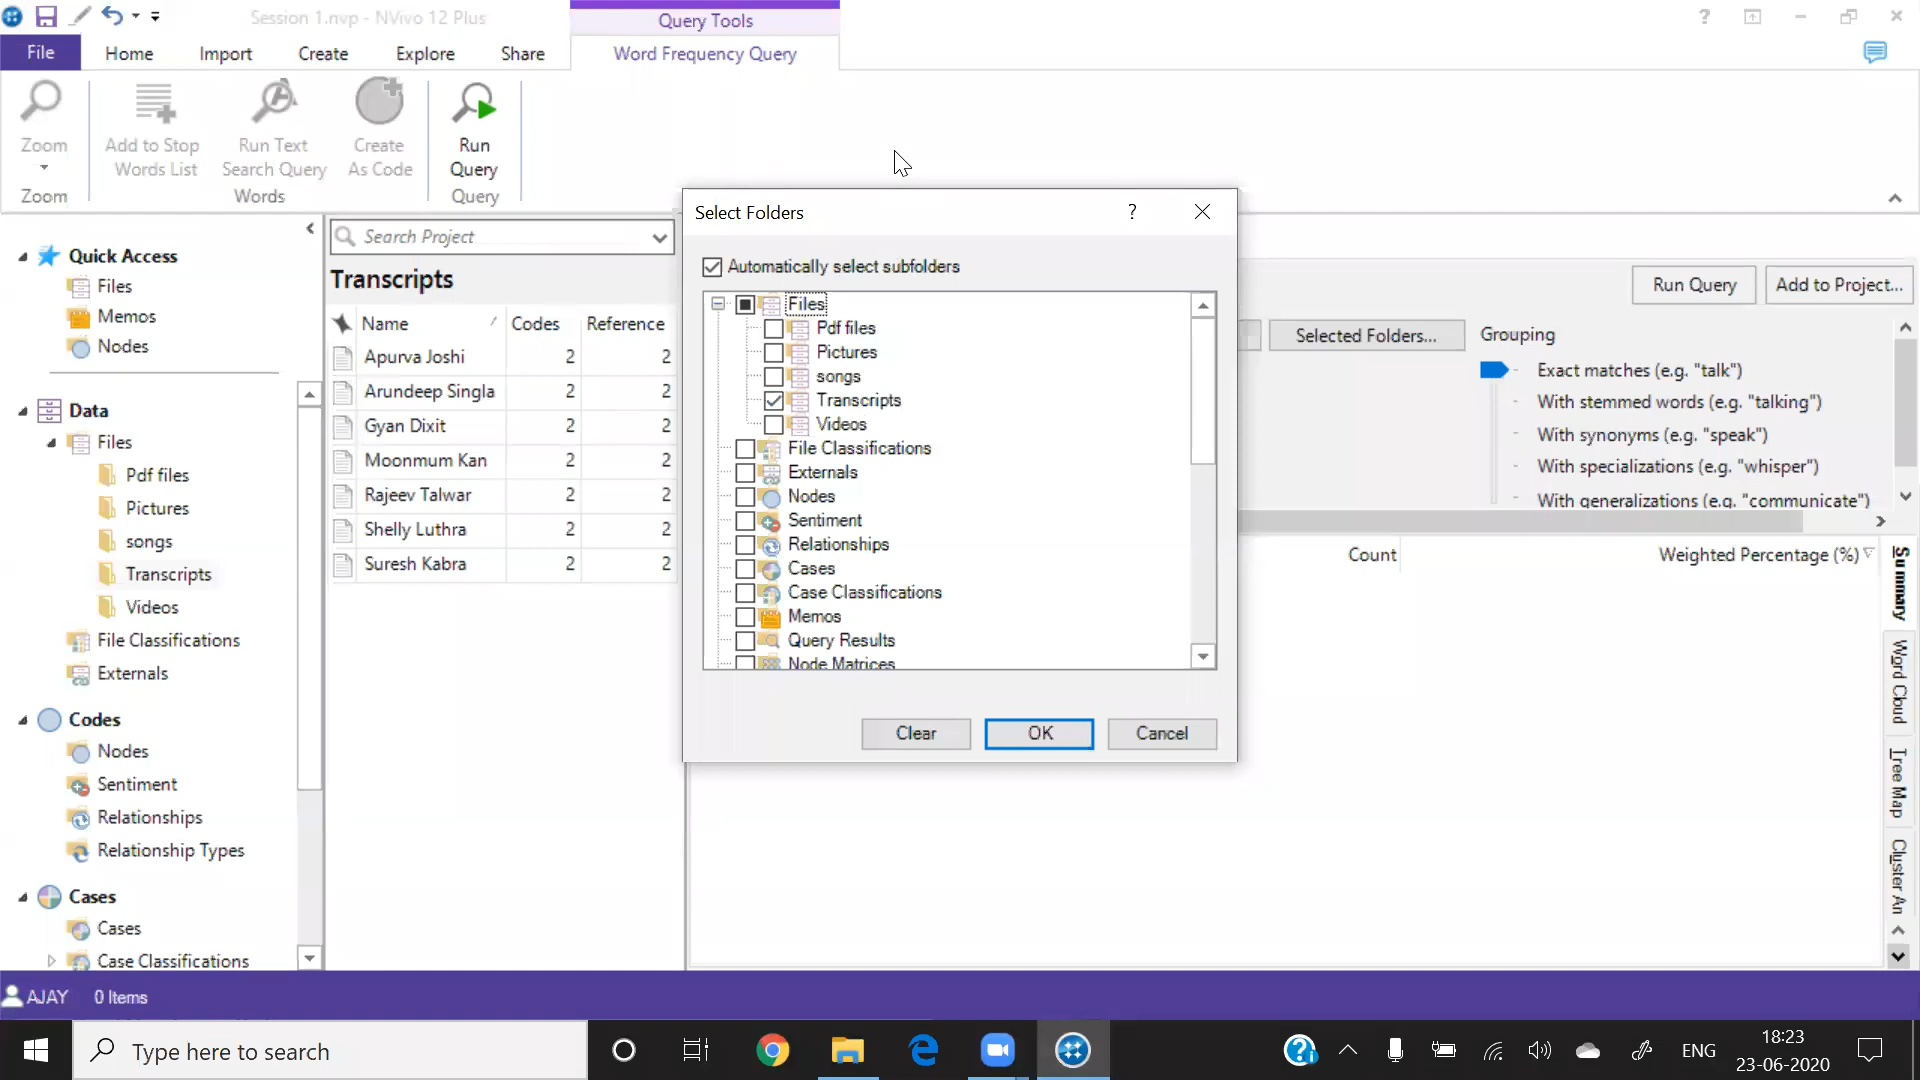 Session 1.nvp - NVivo 12 Plus
Query Tools
File
Home
Import
Create
Explore
Share
Word Frequency Query
Zoom
Add to Stop
Words List
Run Text
Search Query
Create
As Code
Run
Query
Zoom
Words
Query
Quick Access
Files
Memos
Nodes
Data
Files
Pdf files
Pictures
songs
Transcripts
Videos
File Classifications
Externals
Codes
Nodes
Sentiment
Relationships
Relationship Types
Cases
Cases
Case Classifications
Search Project
Transcripts
Name Codes Reference
Apurva Joshi 2 2
Arundeep Singla 2 2
Gyan Dixit 2 2
Moonmum Kan 2 2
Rajeev Talwar 2 2
Shelly Luthra 2 2
Suresh Kabra 2 2
Select Folders
?
Automatically select subfolders
Files
Pdf files
Pictures
songs
Transcripts
Videos
File Classifications
Externals
Nodes
Sentiment
Relationships
Cases
Case Classifications
Memos
Query Results
Node Matrices
Clear
OK
Cancel
Run Query
Add to Project...
Selected Folders...
Grouping
Exact matches (e.g. "talk")
With stemmed words (e.g. "talking")
With synonyms (e.g. "speak")
With specializations (e.g. "whisper")
With generalizations (e.g. "communicate")
Count
Weighted Percentage (%)
Summary
Word Cloud
Tree Map
Cluster An
AJAY
0 Items
Type here to search
ENG
18:23
23-06-2020